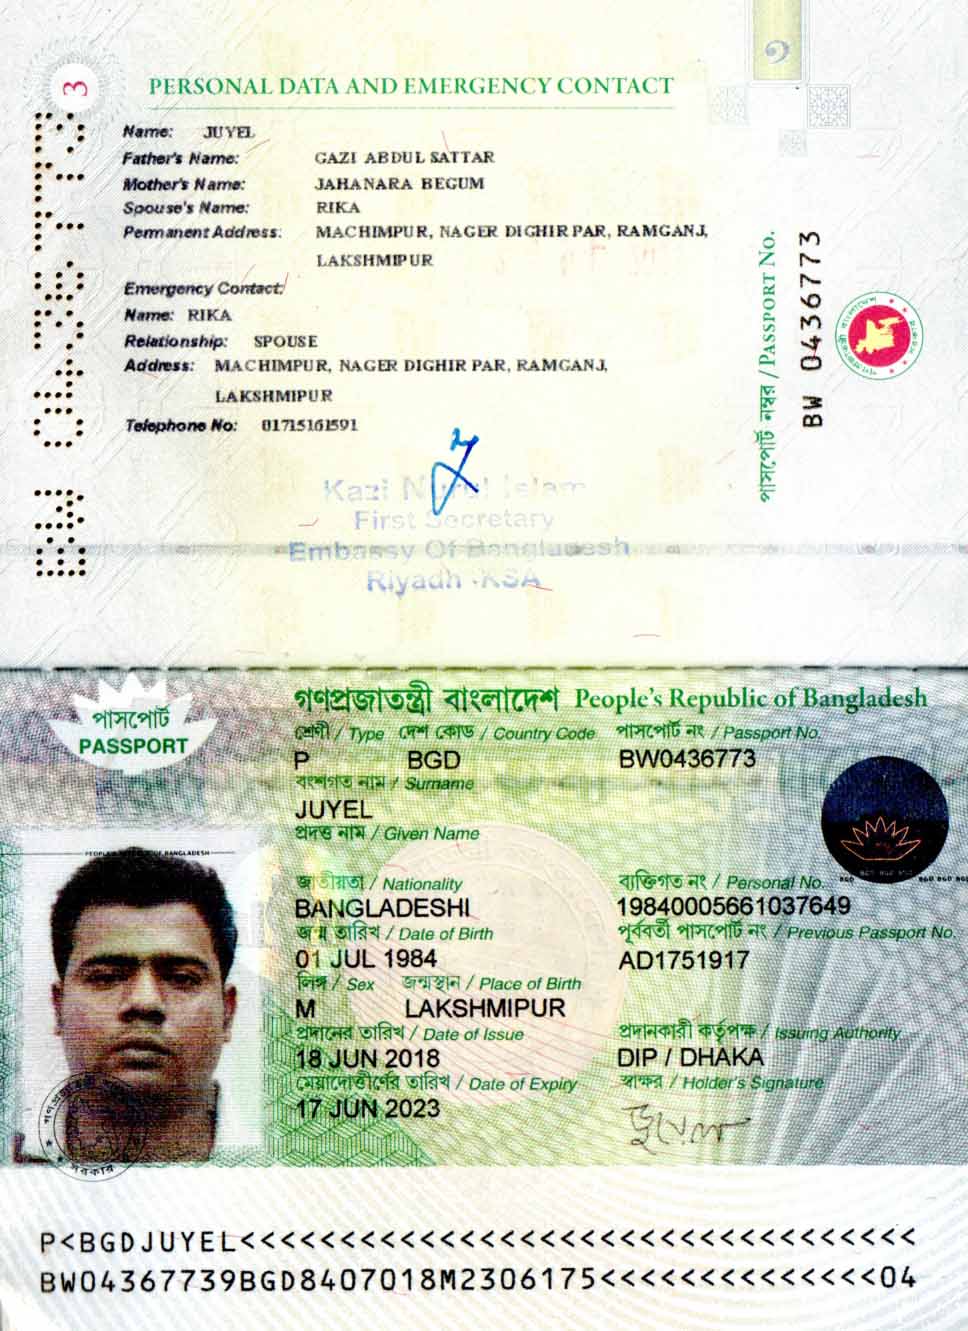 3
PERSONAL DATA AND EMERGENCY CONTACT
Name: JUYEL
Father's Name: GAZI ABDUL SATTAR
Mother's Name: JAHANARA BEGUM
Spouse's Name: RIKA
Permanent Address: MACHIMPUR, NAGER DIGHIR PAR, RAMGANJ,
LAKSHMIPUR
Emergency Contact:
Name: RIKA
Relationship: SPOUSE
Address: MACHIMPUR, NAGER DIGHIR PAR, RAMGANJ,
LAKSHMIPUR
Telephone No: 01715161591
Kazi Nurul Islam
First Secretary
Embassy Of Bangladesh
Riyadh -KSA
১
পাসপোর্ট নম্বর / PASSPORT No.
BW 0436773
BW 0436773
গণপ্রজাতন্ত্রী বাংলাদেশ People's Republic of Bangladesh
পাসপোর্ট
PASSPORT
শ্রেণী / Type দেশ কোড / Country Code পাসপোর্ট নং / Passport No.
P BGD BW0436773
বংশগত নাম / Surname
JUYEL
প্রদত্ত নাম / Given Name
জাতীয়তা / Nationality ব্যক্তিগত নং / Personal No.
BANGLADESHI 19840005661037649
জন্ম তারিখ / Date of Birth পূর্ববর্তী পাসপোর্ট নং / Previous Passport No.
01 JUL 1984 AD1751917
লিঙ্গ / Sex জন্মস্থান / Place of Birth
M LAKSHMIPUR
প্রদানের তারিখ / Date of Issue প্রদানকারী কর্তৃপক্ষ / Issuing Authority
18 JUN 2018 DIP / DHAKA
মেয়াদোত্তীর্ণের তারিখ / Date of Expiry স্বাক্ষর / Holder's Signature
17 JUN 2023
জুয়েল
P<BGDJUYEL<<<<<<<<<<<<<<<<<<<<<<<<<<<<<<<<<<
BW04367739BGD8407018M2306175<<<<<<<<<<<<<<04